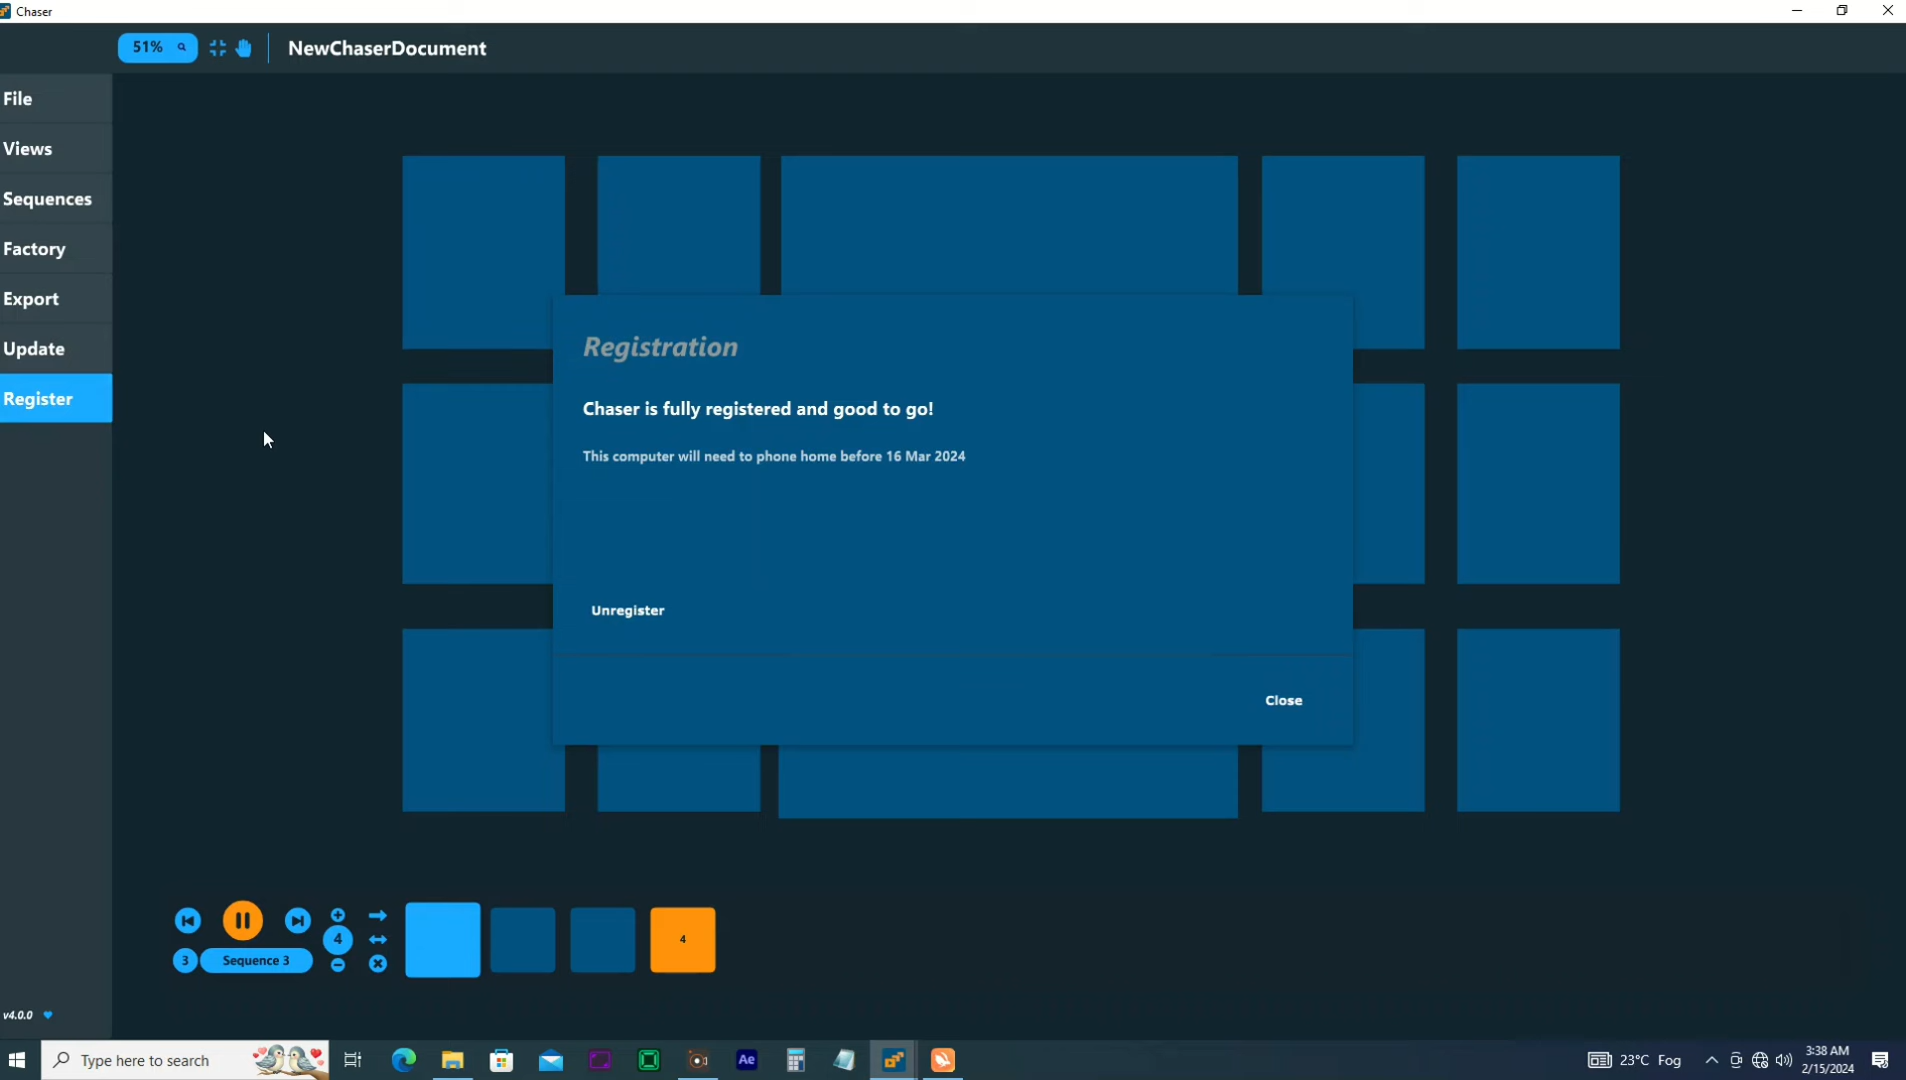 Chaser
51%
NewChaserDocument
File
Views
Sequences
Factory
Export
Update
Register
Registration
Chaser is fully registered and good to go!
This computer will need to phone home before 16 Mar 2024
Unregister
Close
4
4
3
Sequence 3
v4.0.0
Type here to search
Ae
23°C Fog
3:38 AM
2/15/2024